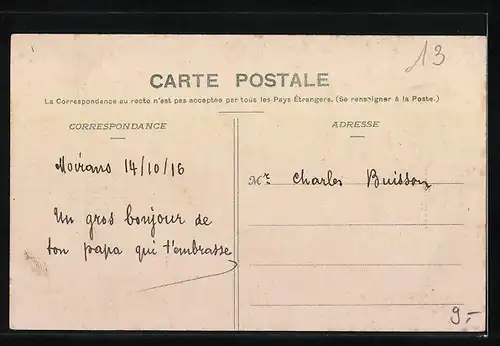 13
CARTE POSTALE
La Correspondance au recto n'est pas acceptée par tous les Pays Étrangers. (Se renseigner à la Poste.)
CORRESPONDANCE
Moirans 14/10/16
Un gros bonjour de
ton papa qui t'embrasse
ADRESSE
Mr Charles Buisson
9.-